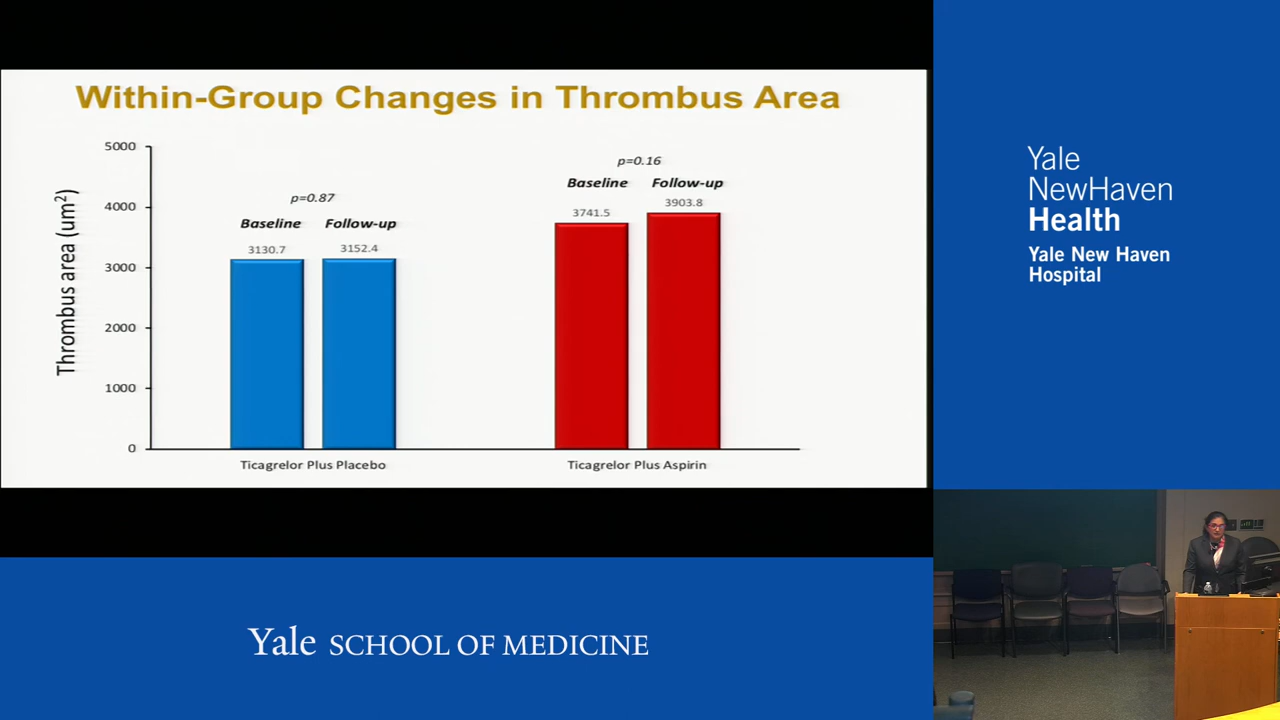 Within-Group Changes in Thrombus Area
Thrombus area (um²)
5000
4000
3000
2000
1000
0
p=0.87
Baseline Follow-up
3130.7 3152.4
p=0.16
Baseline Follow-up
3741.5 3903.8
Ticagrelor Plus Placebo
Ticagrelor Plus Aspirin
Yale
NewHaven
Health
Yale New Haven
Hospital
Yale SCHOOL OF MEDICINE